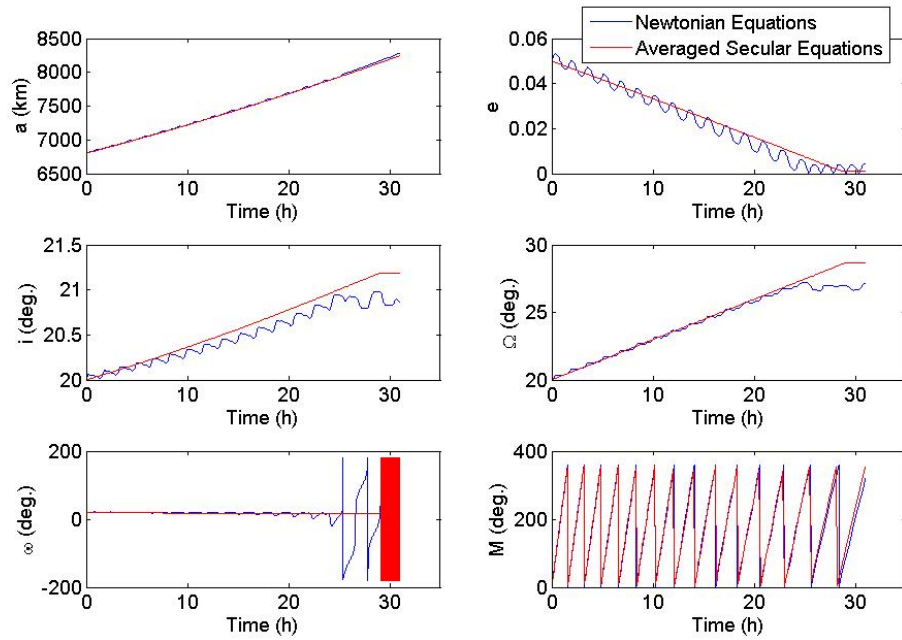 Newtonian Equations
Averaged Secular Equations
8500
8000
7500
7000
6500
a (km)
0 10 20 30
Time (h)
0.06
0.04
0.02
0
e
0 10 20 30
Time (h)
21.5
21
20.5
20
i (deg.)
0 10 20 30
Time (h)
30
25
20
Ω (deg.)
0 10 20 30
Time (h)
200
0
-200
ω (deg.)
0 10 20 30
Time (h)
400
200
0
M (deg.)
0 10 20 30
Time (h)